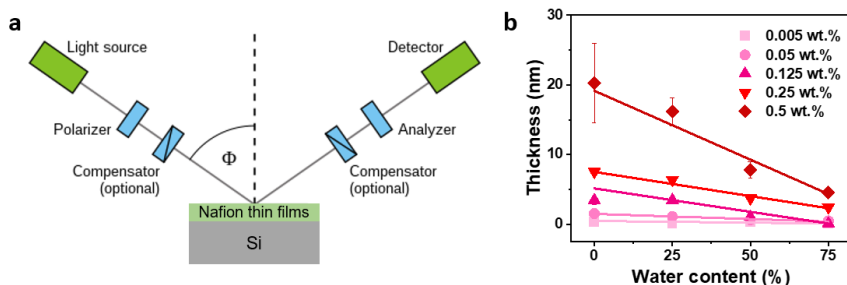 a
Light source
Detector
Polarizer
Analyzer
Φ
Compensator
(optional)
Compensator
(optional)
Nafion thin films
Si
b
Thickness (nm)
30
20
10
0
0.005 wt.%
0.05 wt.%
0.125 wt.%
0.25 wt.%
0.5 wt.%
0 25 50 75
Water content (%)